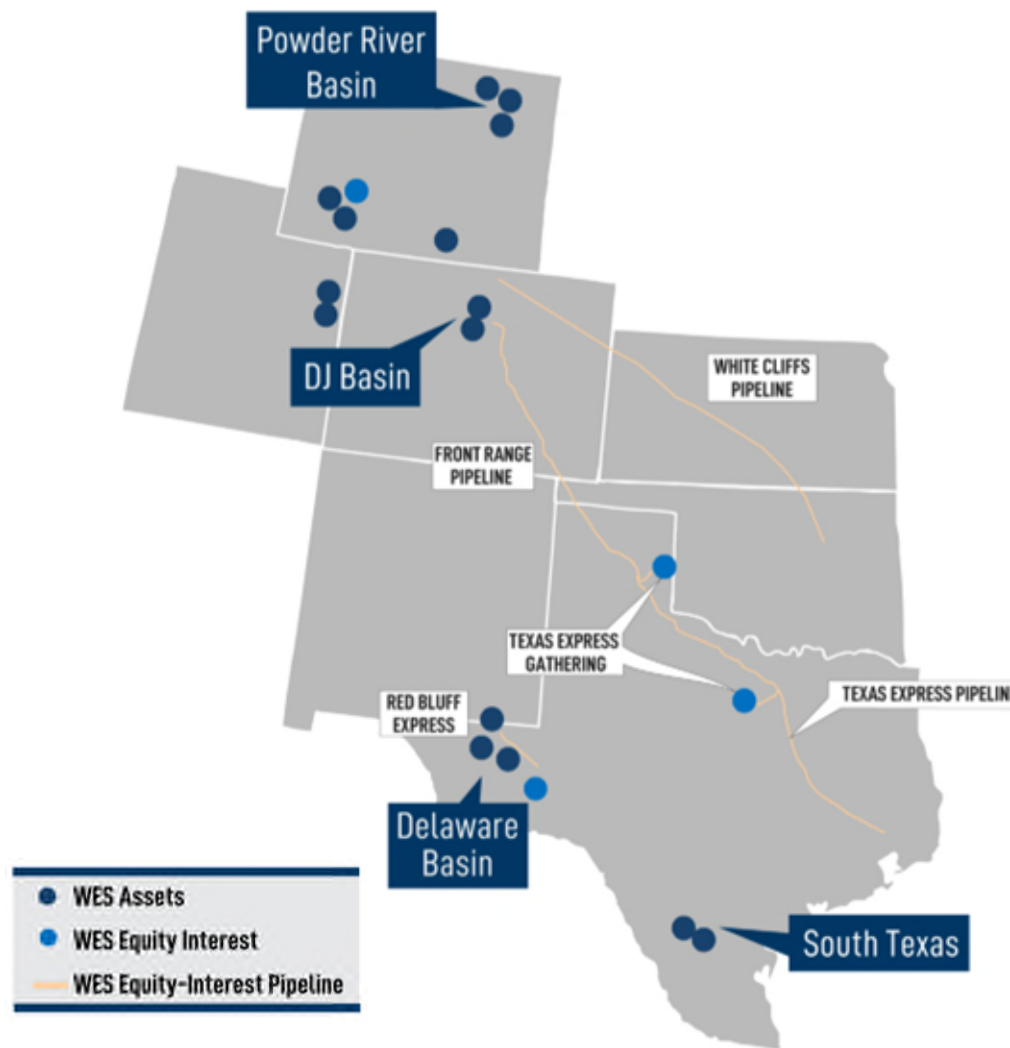 Powder River
Basin
DJ Basin
WHITE CLIFFS
PIPELINE
FRONT RANGE
PIPELINE
TEXAS EXPRESS
GATHERING
RED BLUFF
EXPRESS
TEXAS EXPRESS PIPELIN
Delaware
Basin
WES Assets
WES Equity Interest
WES Equity-Interest Pipeline
South Texas